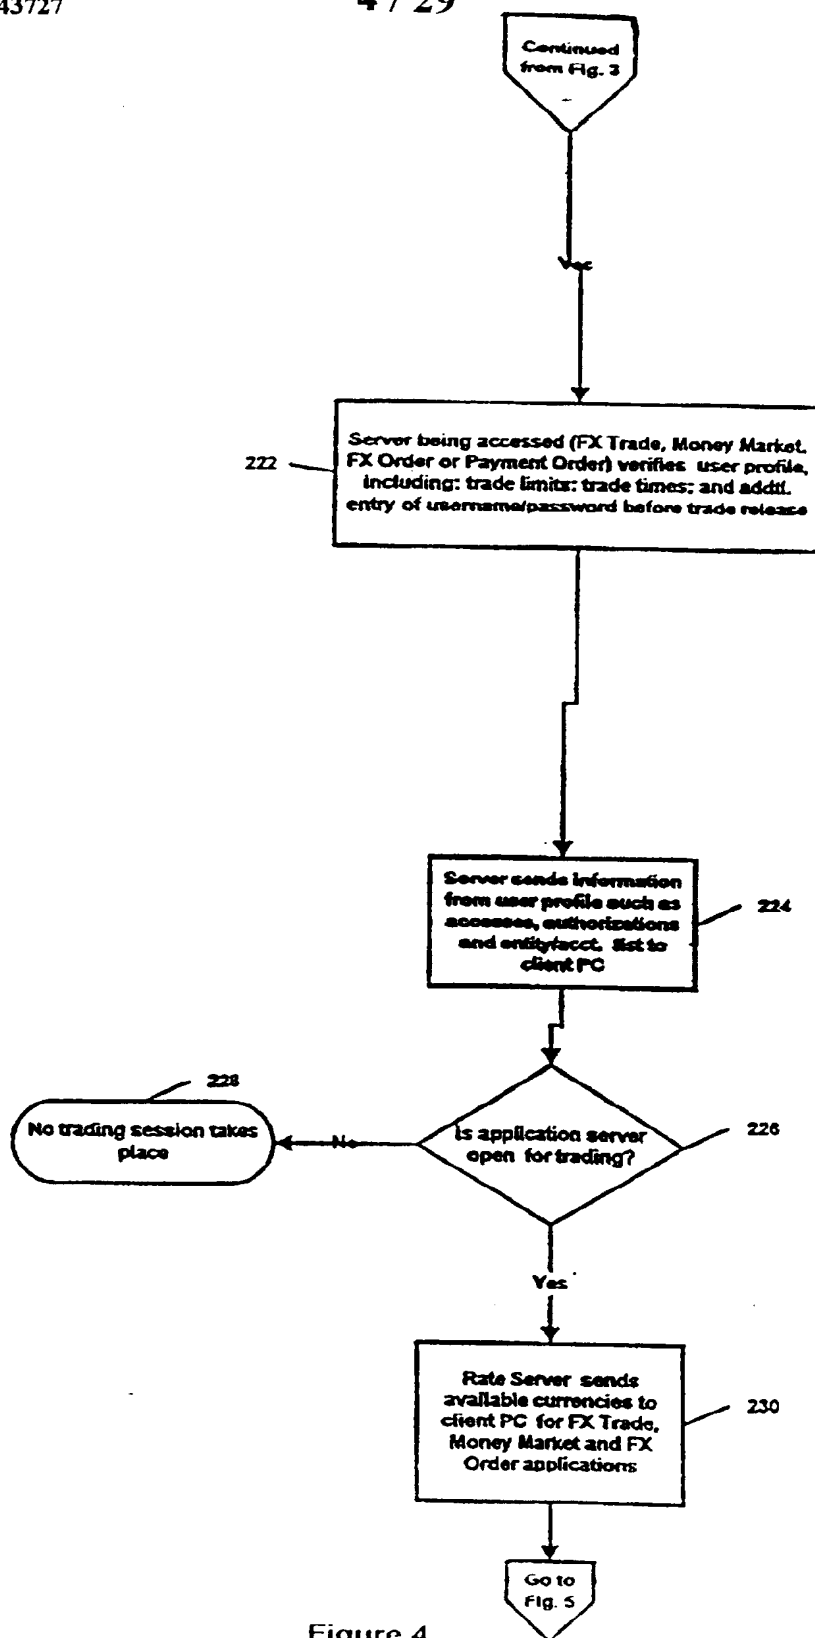 43727
4 / 29
Continued
from Fig. 3
Yes
222
Server being accessed (FX Trade, Money Market,
FX Order or Payment Order) verifies user profile,
including: trade limits; trade times; and addtl.
entry of username/password before trade release
Server sends information
from user profile such as
accesses, authorizations
and entity/acct. list to
client PC
224
228
No trading session takes
place
No
Is application server
open for trading?
226
Yes
Rate Server sends
available currencies to
client PC for FX Trade,
Money Market and FX
Order applications
230
Go to
Fig. 5
Figure 4